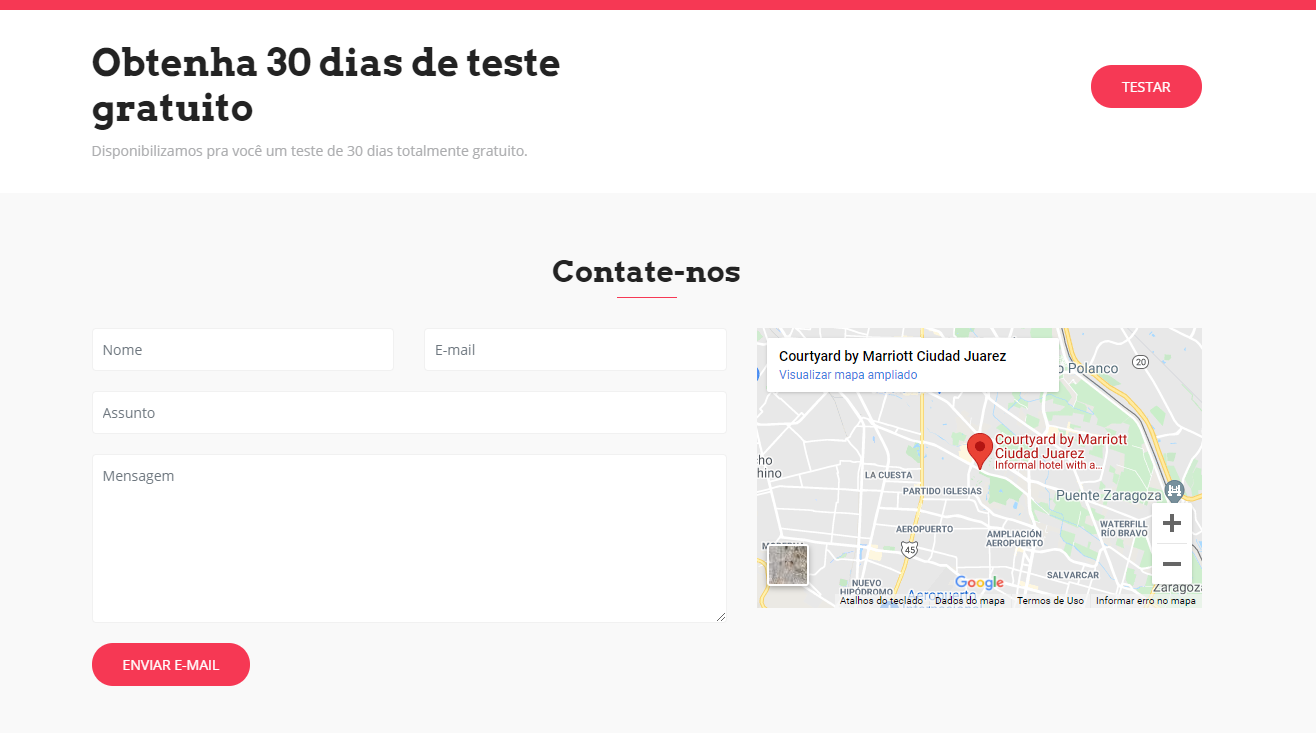 Obtenha 30 dias de teste
gratuito
Disponibilizamos pra você um teste de 30 dias totalmente gratuito.
TESTAR
Contate-nos
Nome
E-mail
Assunto
Mensagem
ENVIAR E-MAIL
Courtyard by Marriott Ciudad Juarez
Visualizar mapa ampliado
o Polanco
20
Courtyard by Marriott
Ciudad Juarez
Informal hotel with a...
cho
hino
LA CUESTA
PARTIDO IGLESIAS
Puente Zaragoza
AEROPUERTO
AMPLIACIÓN
AEROPUERTO
WATERFILL
RÍO BRAVO
45
NUEVO
HIPÓDROMO
SALVARCAR
Google
Aeropuerto
Zaragoza
Atalhos do teclado
Dados do mapa
Termos de Uso
Informar erro no mapa